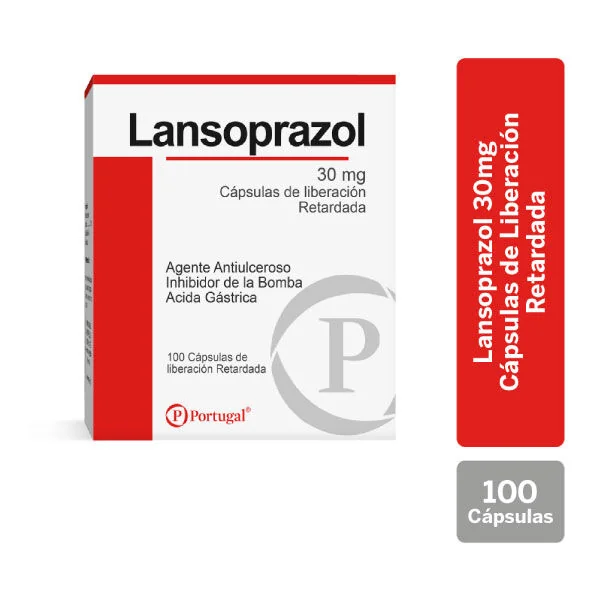 Lansoprazol
30 mg
Cápsulas de liberación
Retardada
Agente Antiulceroso
Inhibidor de la Bomba
Acida Gástrica
100 Cápsulas de
liberación Retardada
P
P Portugal®
Lansoprazol 30mg
Cápsulas de Liberación
Retardada
100
Cápsulas